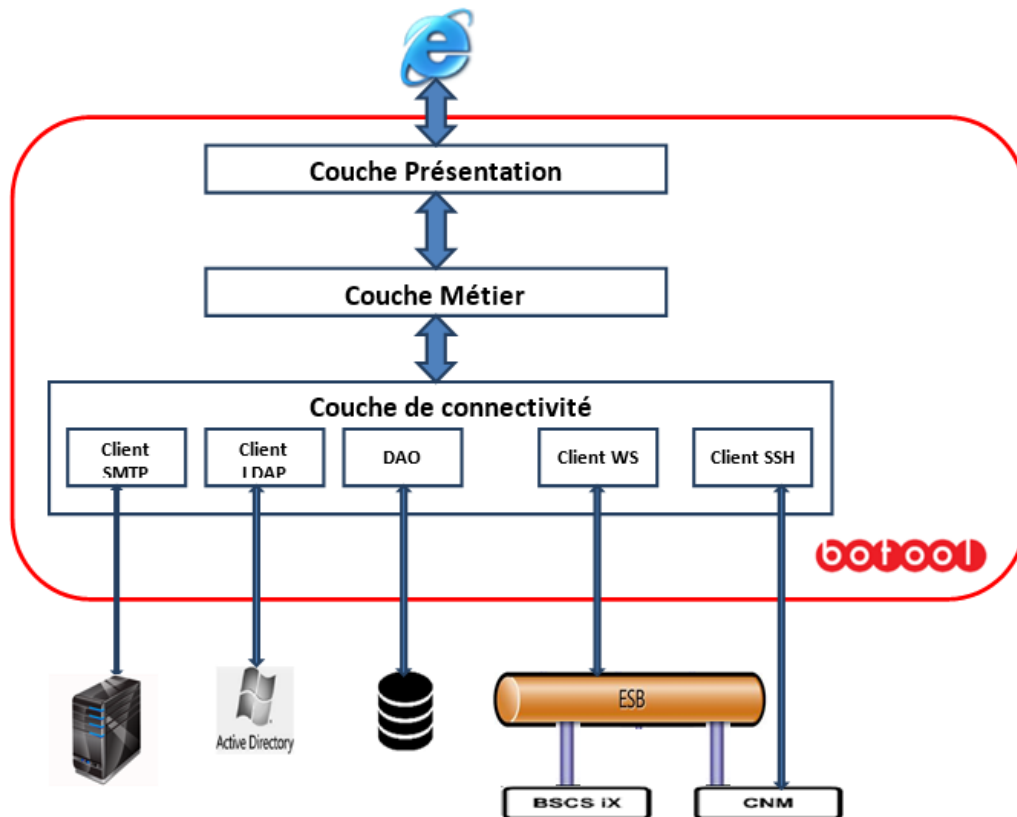 Couche Présentation
Couche Métier
Couche de connectivité
Client
SMTP
Client
LDAP
DAO
Client WS
Client SSH
botool
Active Directory
ESB
BSCS iX
CNM